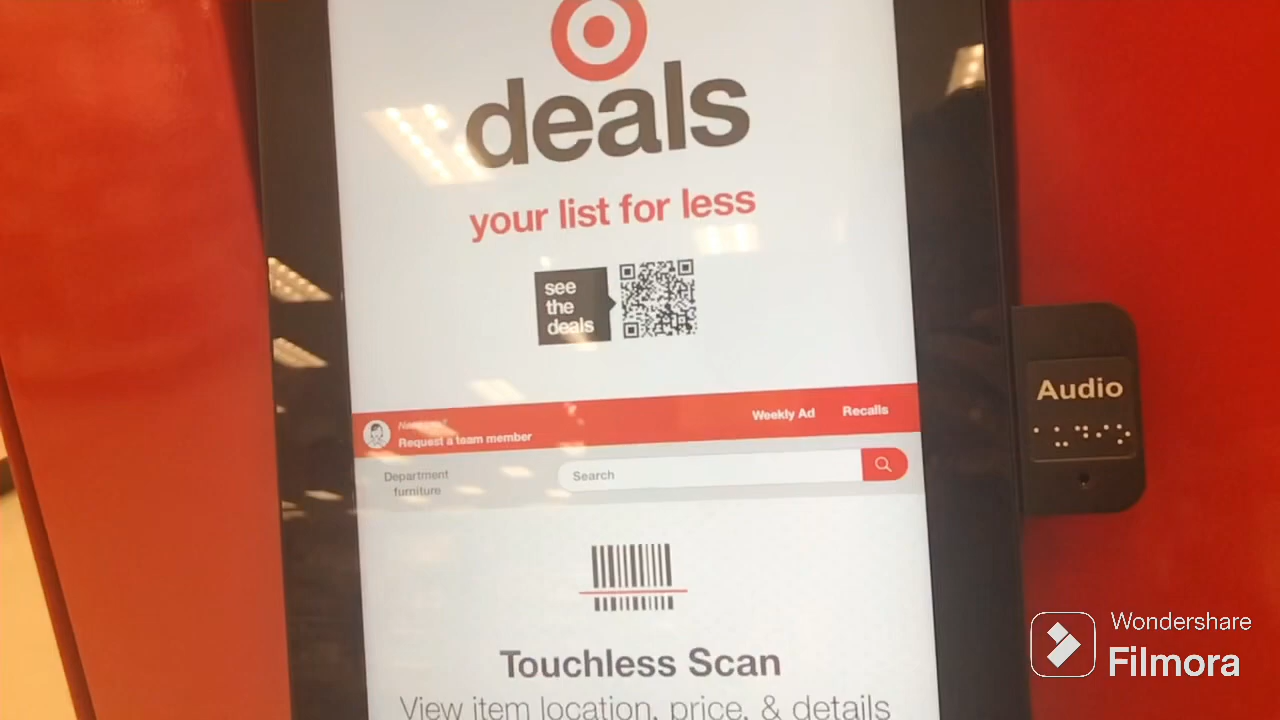 deals
your list for less
see
the
deals
Weekly Ad
Recalls
Request a team member
Department
furniture
Search
Audio
Touchless Scan
View item location, price, & details
Wondershare
Filmora